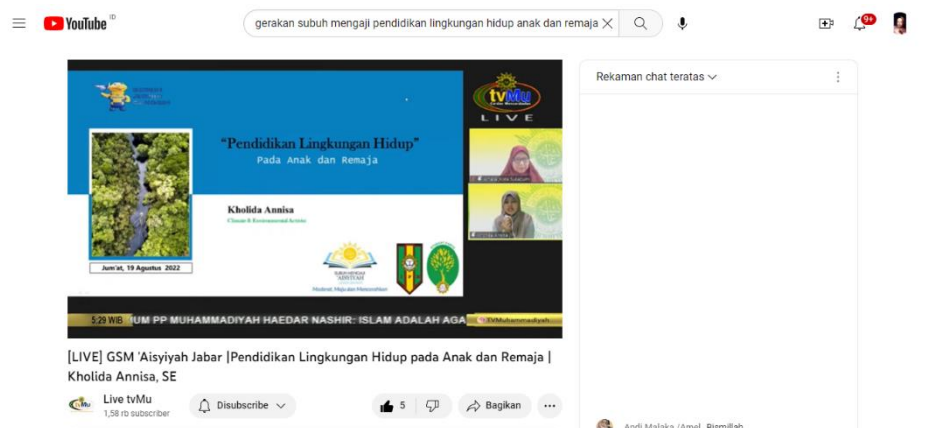 YouTube ID
gerakan subuh mengaji pendidikan lingkungan hidup anak dan remaja
9+
Rekaman chat teratas
tvMu
LIVE
"Pendidikan Lingkungan Hidup"
Pada Anak dan Remaja
Kholida Annisa
Jum'at, 19 Agustus 2022
5:29 WIB UM PP MUHAMMADIYAH HAEDAR NASHIR: ISLAM ADALAH AGA TVMuhammadiyah
[LIVE] GSM 'Aisyiyah Jabar |Pendidikan Lingkungan Hidup pada Anak dan Remaja |
Kholida Annisa, SE
Live tvMu
1,58 rb subscriber
Disubscribe
5
Bagikan
Andi Malaka /Amel Bismillah